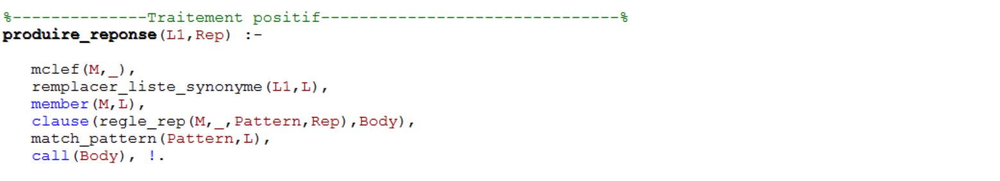 %--------------Traitement positif-------------------------------%
produire_reponse(L1,Rep) :-
mclef(M,_),
remplacer_liste_synonyme(L1,L),
member(M,L),
clause(regle_rep(M,_,Pattern,Rep),Body),
match_pattern(Pattern,L),
call(Body), !.